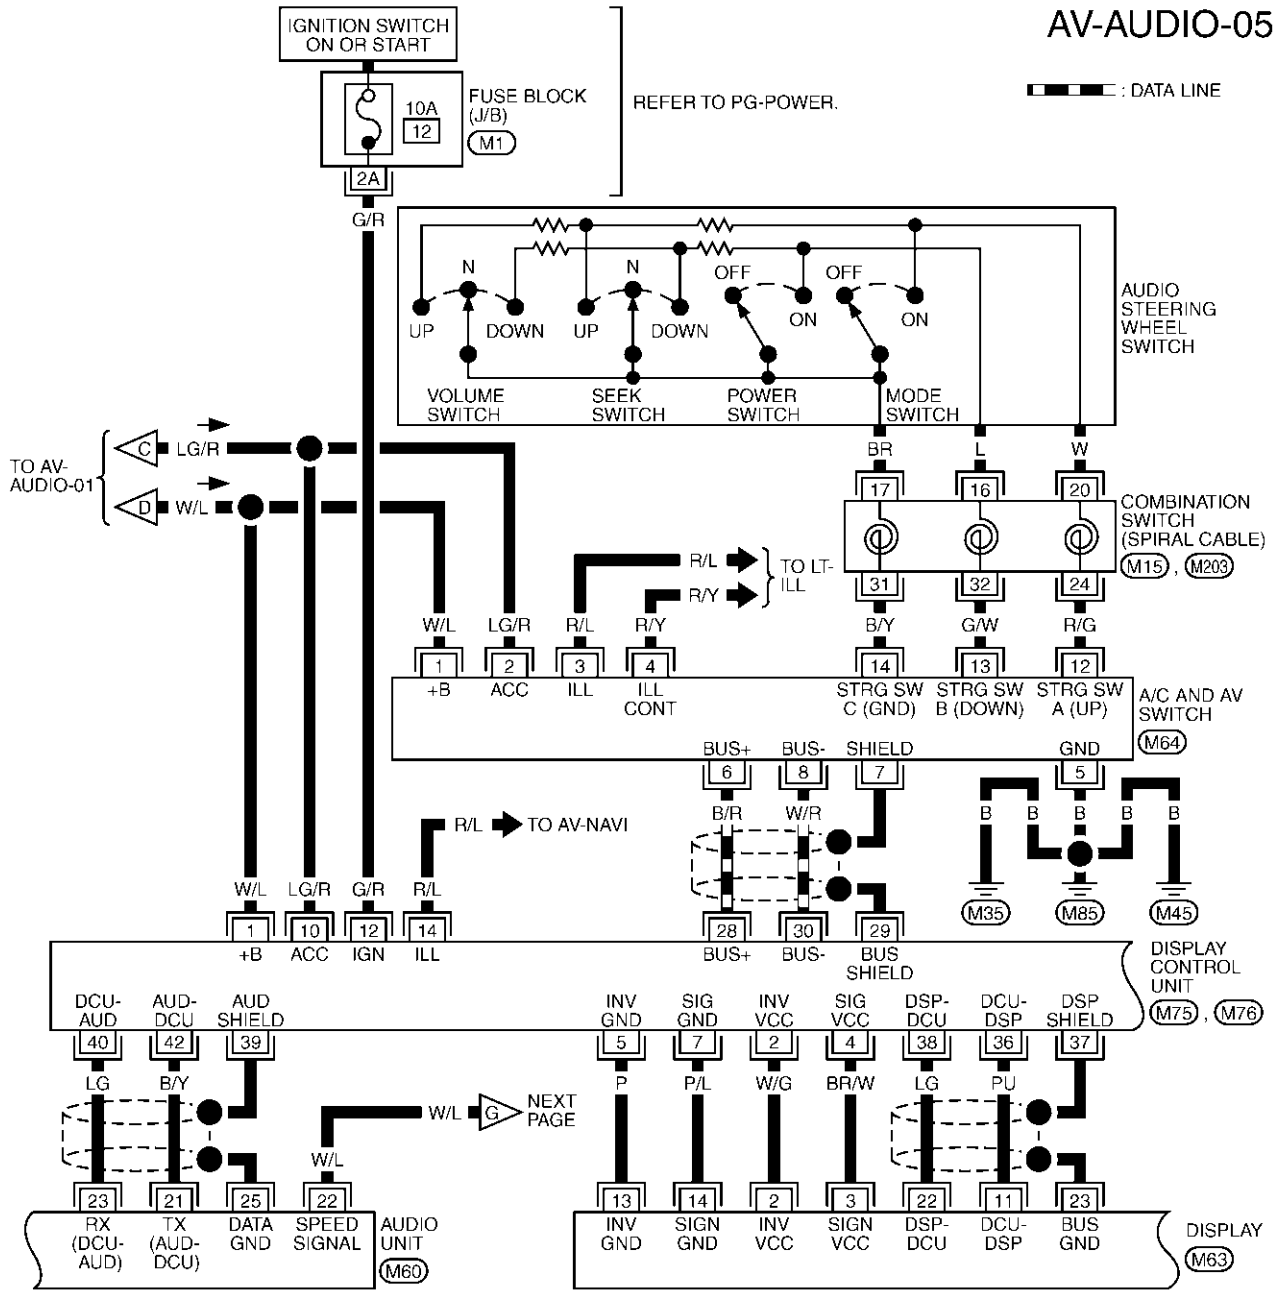 AV-AUDIO-05
IGNITION SWITCH
ON OR START
: DATA LINE
FUSE BLOCK
(J/B)
M1
10A
12
REFER TO PG-POWER.
2A
G/R
N
N
OFF
OFF
UP
DOWN
UP
DOWN
ON
ON
AUDIO
STEERING
WHEEL
SWITCH
VOLUME
SWITCH
SEEK
SWITCH
POWER
SWITCH
MODE
SWITCH
TO AV-
AUDIO-01
C
LG/R
D
W/L
BR
L
W
17
16
20
COMBINATION
SWITCH
(SPIRAL CABLE)
M15 , M203
R/L
R/Y
TO LT-
ILL
31
32
24
W/L
LG/R
R/L
R/Y
B/Y
G/W
R/G
1
2
3
4
14
13
12
+B
ACC
ILL
ILL
CONT
STRG SW
C (GND)
STRG SW
B (DOWN)
STRG SW
A (UP)
A/C AND AV
SWITCH
M64
BUS+
BUS-
SHIELD
GND
6
8
7
5
B/R
W/R
B
B
B
B
B
R/L
TO AV-NAVI
M35
M85
M45
W/L
LG/R
G/R
R/L
1
10
12
14
28
30
29
+B
ACC
IGN
ILL
BUS+
BUS-
BUS
SHIELD
DISPLAY
CONTROL
UNIT
M75 , M76
DCU-
AUD
AUD-
DCU
AUD
SHIELD
INV
GND
SIG
GND
INV
VCC
SIG
VCC
DSP-
DCU
DCU-
DSP
DSP
SHIELD
40
42
39
5
7
2
4
38
36
37
LG
B/Y
P
P/L
W/G
BR/W
LG
PU
W/L
G
NEXT
PAGE
W/L
23
21
25
22
13
14
2
3
22
11
23
RX
(DCU-
AUD)
TX
(AUD-
DCU)
DATA
GND
SPEED
SIGNAL
AUDIO
UNIT
M60
INV
GND
SIGN
GND
INV
VCC
SIGN
VCC
DSP-
DCU
DCU-
DSP
BUS
GND
DISPLAY
M63